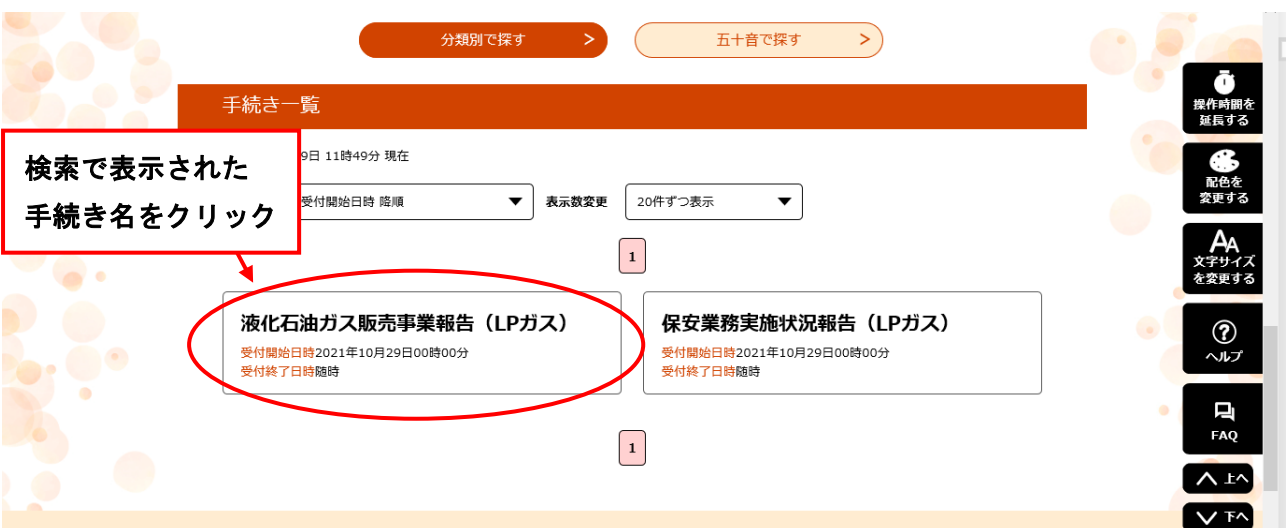 分類別で探す >
五十音で探す >
手続き一覧
検索で表示された
手続き名をクリック
9日 11時49分 現在
受付開始日時 降順 ▼ 表示数変更 20件ずつ表示 ▼
1
液化石油ガス販売事業報告（LPガス）
受付開始日時2021年10月29日00時00分
受付終了日時随時
保安業務実施状況報告（LPガス）
受付開始日時2021年10月29日00時00分
受付終了日時随時
1
操作時間を
延長する
配色を
変更する
AA
文字サイズ
を変更する
?
ヘルプ
FAQ
上へ
下へ